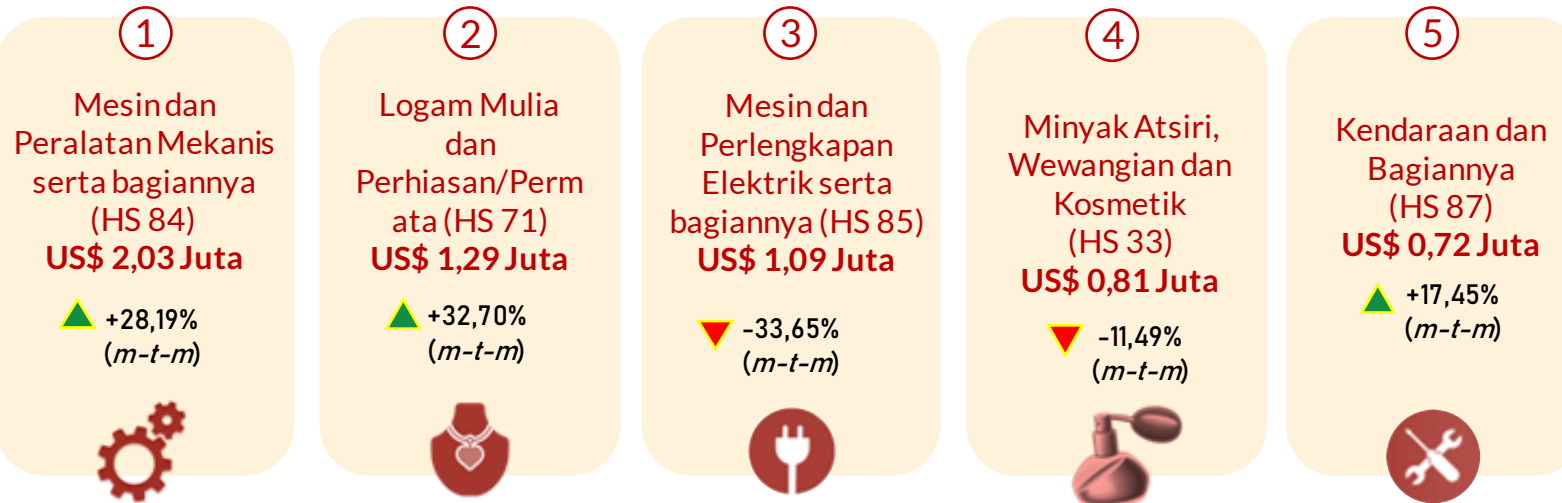 1
Mesin dan
Peralatan Mekanis
serta bagiannya
(HS 84)
US$ 2,03 Juta
+28,19%
(m-t-m)
2
Logam Mulia
dan
Perhiasan/Perm
ata (HS 71)
US$ 1,29 Juta
+32,70%
(m-t-m)
3
Mesin dan
Perlengkapan
Elektrik serta
bagiannya (HS 85)
US$ 1,09 Juta
-33,65%
(m-t-m)
4
Minyak Atsiri,
Wewangian dan
Kosmetik
(HS 33)
US$ 0,81 Juta
-11,49%
(m-t-m)
5
Kendaraan dan
Bagiannya
(HS 87)
US$ 0,72 Juta
+17,45%
(m-t-m)